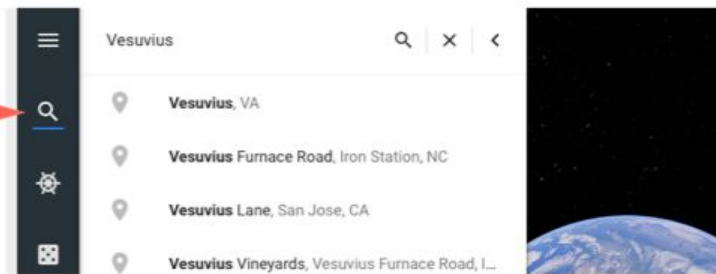 Vesuvius
Vesuvius, VA
Vesuvius Furnace Road, Iron Station, NC
Vesuvius Lane, San Jose, CA
Vesuvius Vineyards, Vesuvius Furnace Road, I...